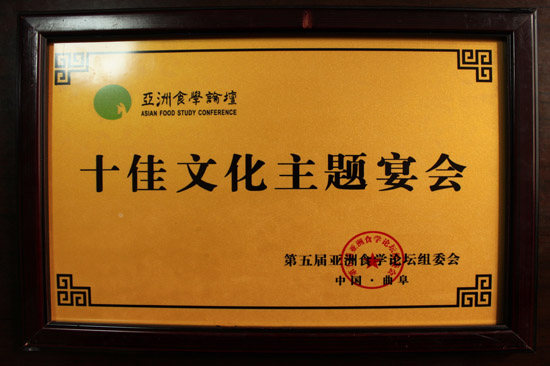 亞洲食學論壇
ASIAN FOOD STUDY CONFERENCE
十佳文化主题宴会
第五届亚洲食学论坛组委会
中国·曲阜